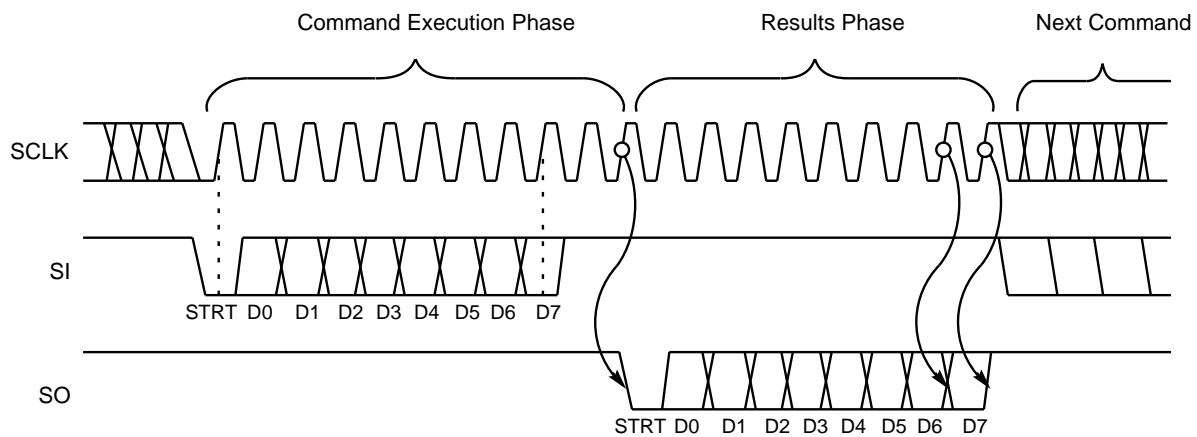 Command Execution Phase Results Phase Next Command
SCLK
SI
STRT D0 D1 D2 D3 D4 D5 D6 D7
SO
STRT D0 D1 D2 D3 D4 D5 D6 D7